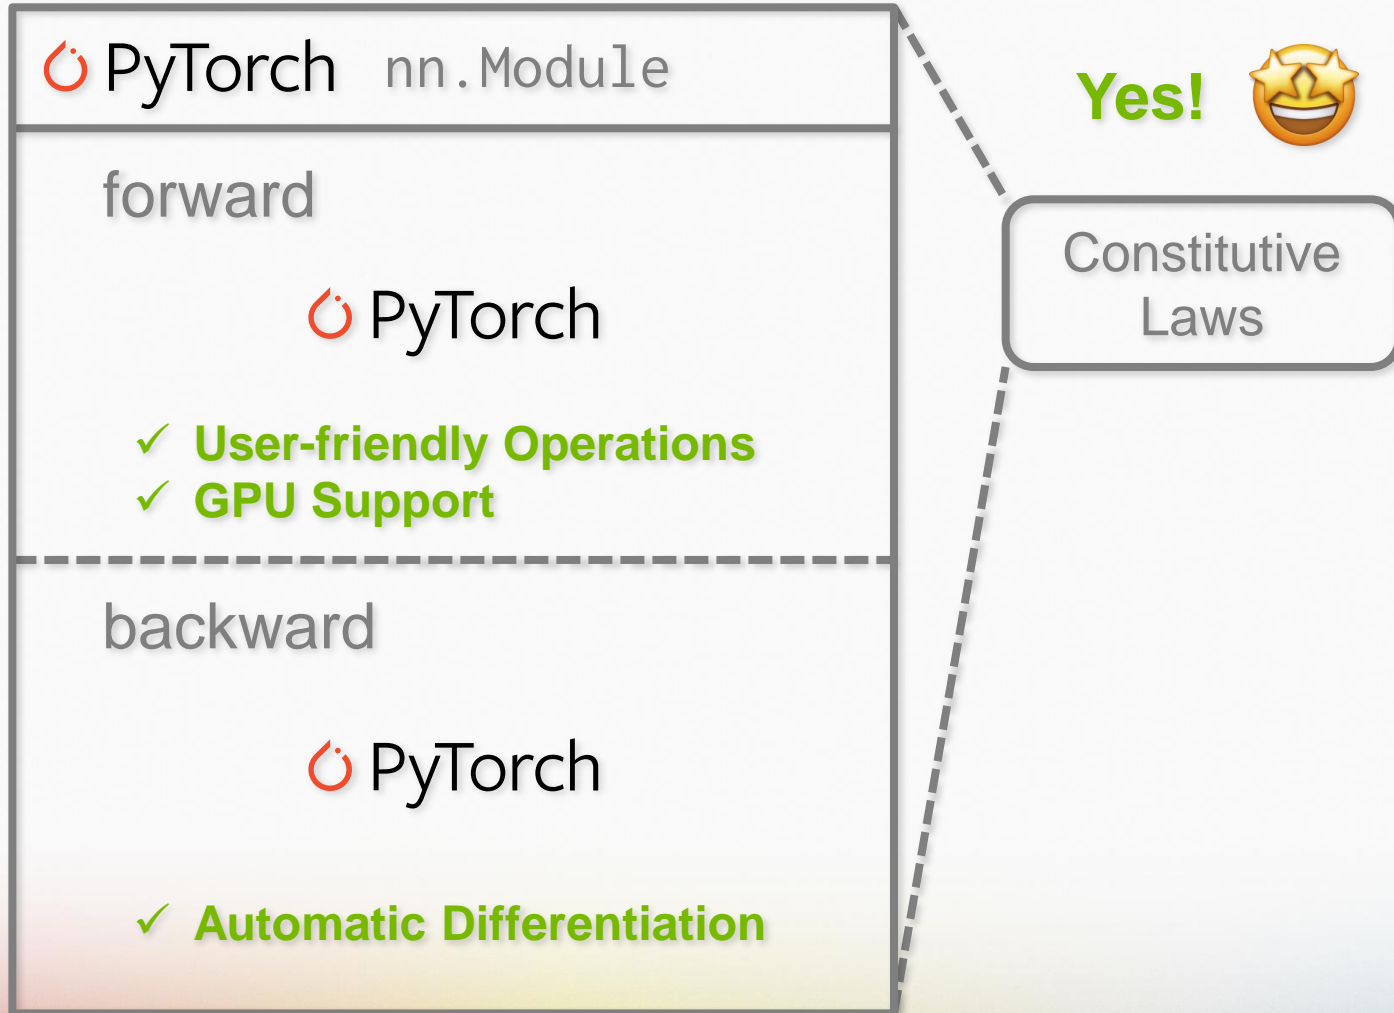 PyTorch nn.Module
Yes!
forward
Constitutive
Laws
PyTorch
✓ User-friendly Operations
✓ GPU Support
backward
PyTorch
✓ Automatic Differentiation